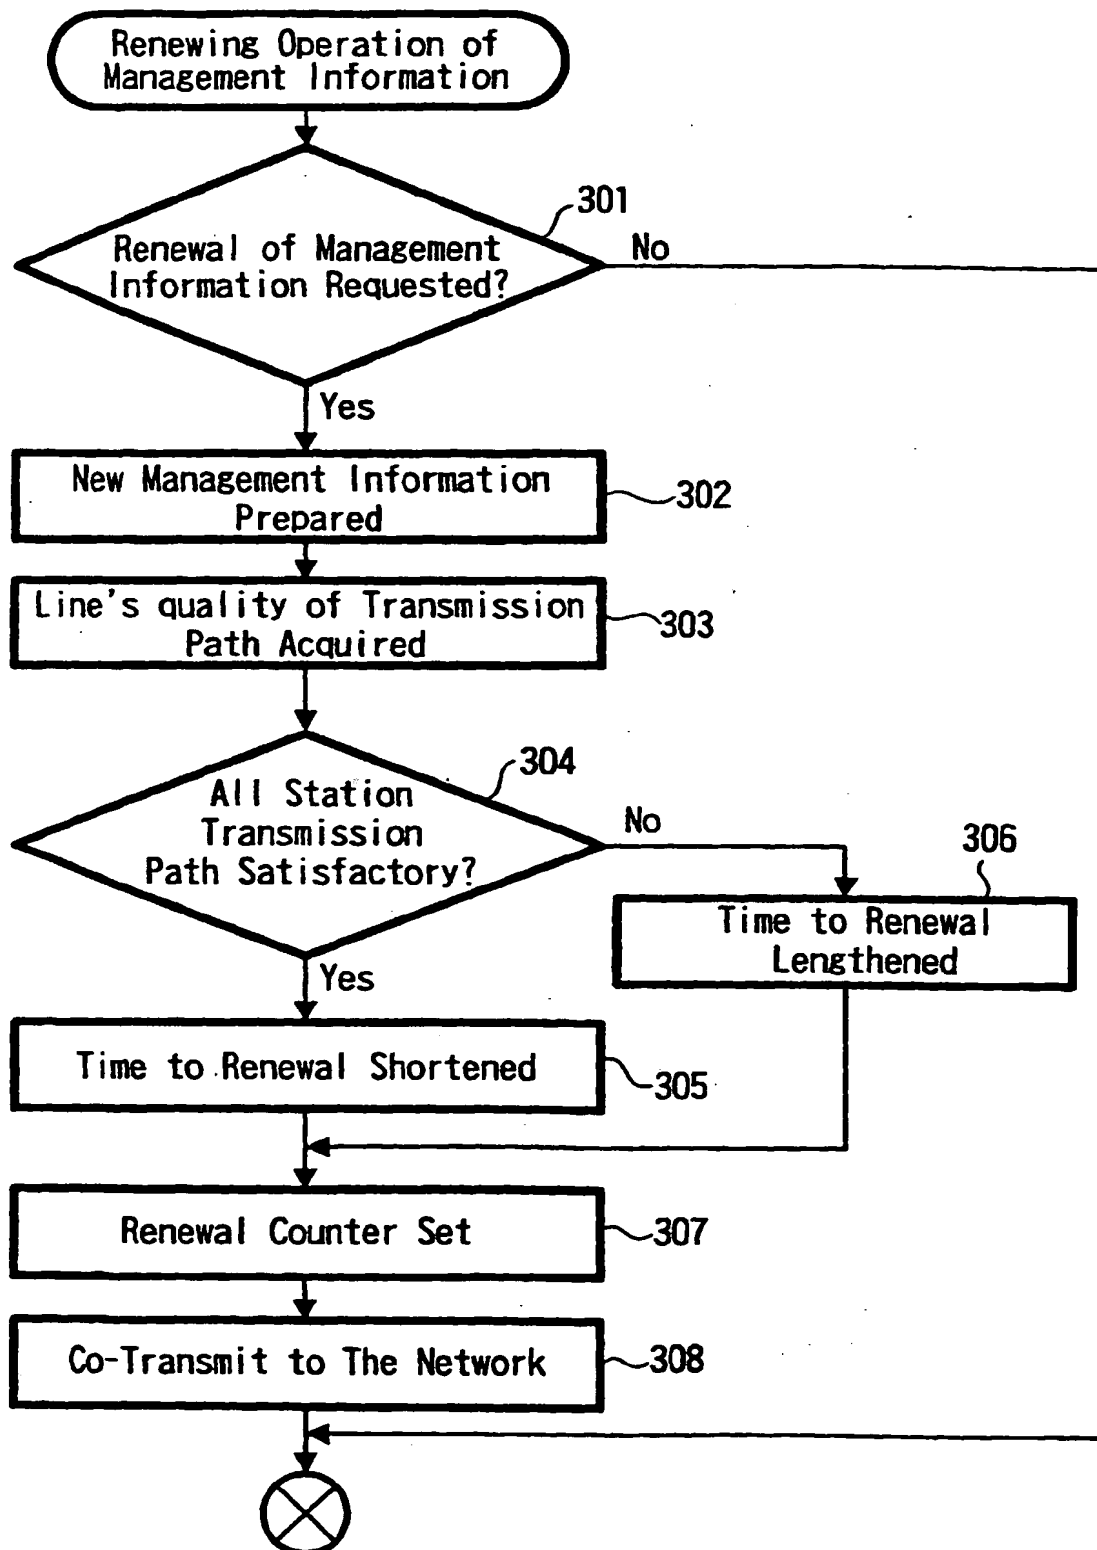 Renewing Operation of
Management Information
301
Renewal of Management
Information Requested?
No
Yes
New Management Information
Prepared
302
Line's quality of Transmission
Path Acquired
303
304
All Station
Transmission
Path Satisfactory?
No
306
Time to Renewal
Lengthened
Yes
Time to Renewal Shortened
305
Renewal Counter Set
307
Co-Transmit to The Network
308